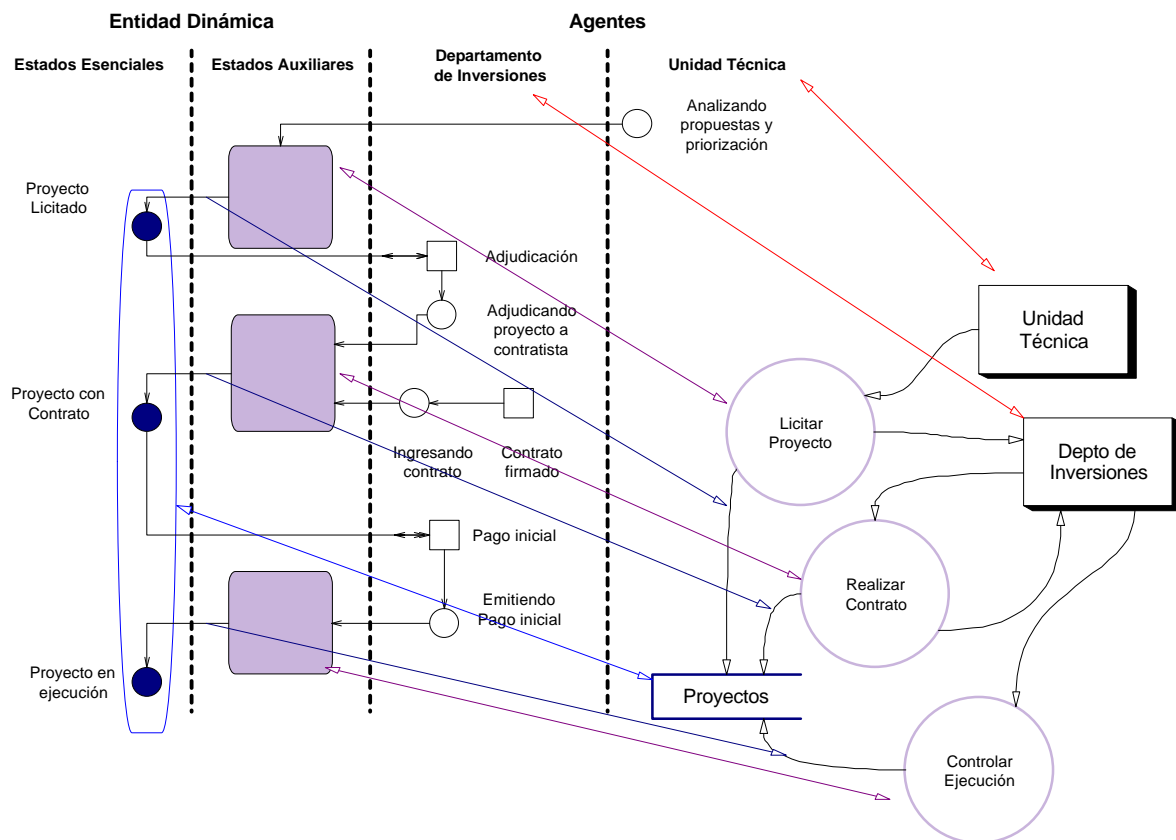 Entidad Dinámica
Agentes
Estados Esenciales
Estados Auxiliares
Departamento
de Inversiones
Unidad Técnica
Analizando
propuestas y
priorización
Proyecto
Licitado
Adjudicación
Adjudicando
proyecto a
contratista
Unidad
Técnica
Proyecto con
Contrato
Licitar
Proyecto
Depto de
Inversiones
Ingresando
contrato
Contrato
firmado
Pago inicial
Realizar
Contrato
Emitiendo
Pago inicial
Proyecto en
ejecución
Proyectos
Controlar
Ejecución